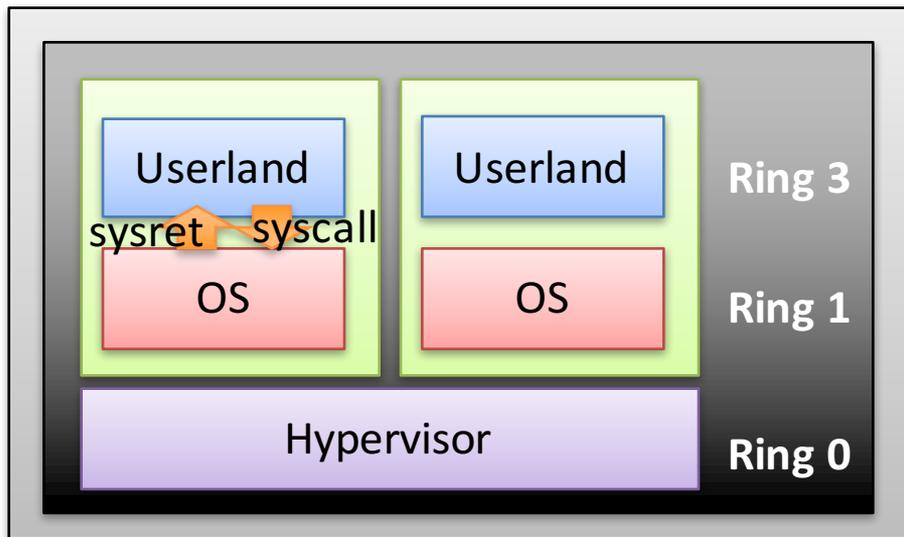 Userland Userland Ring 3
sysret syscall
OS OS Ring 1
Hypervisor Ring 0